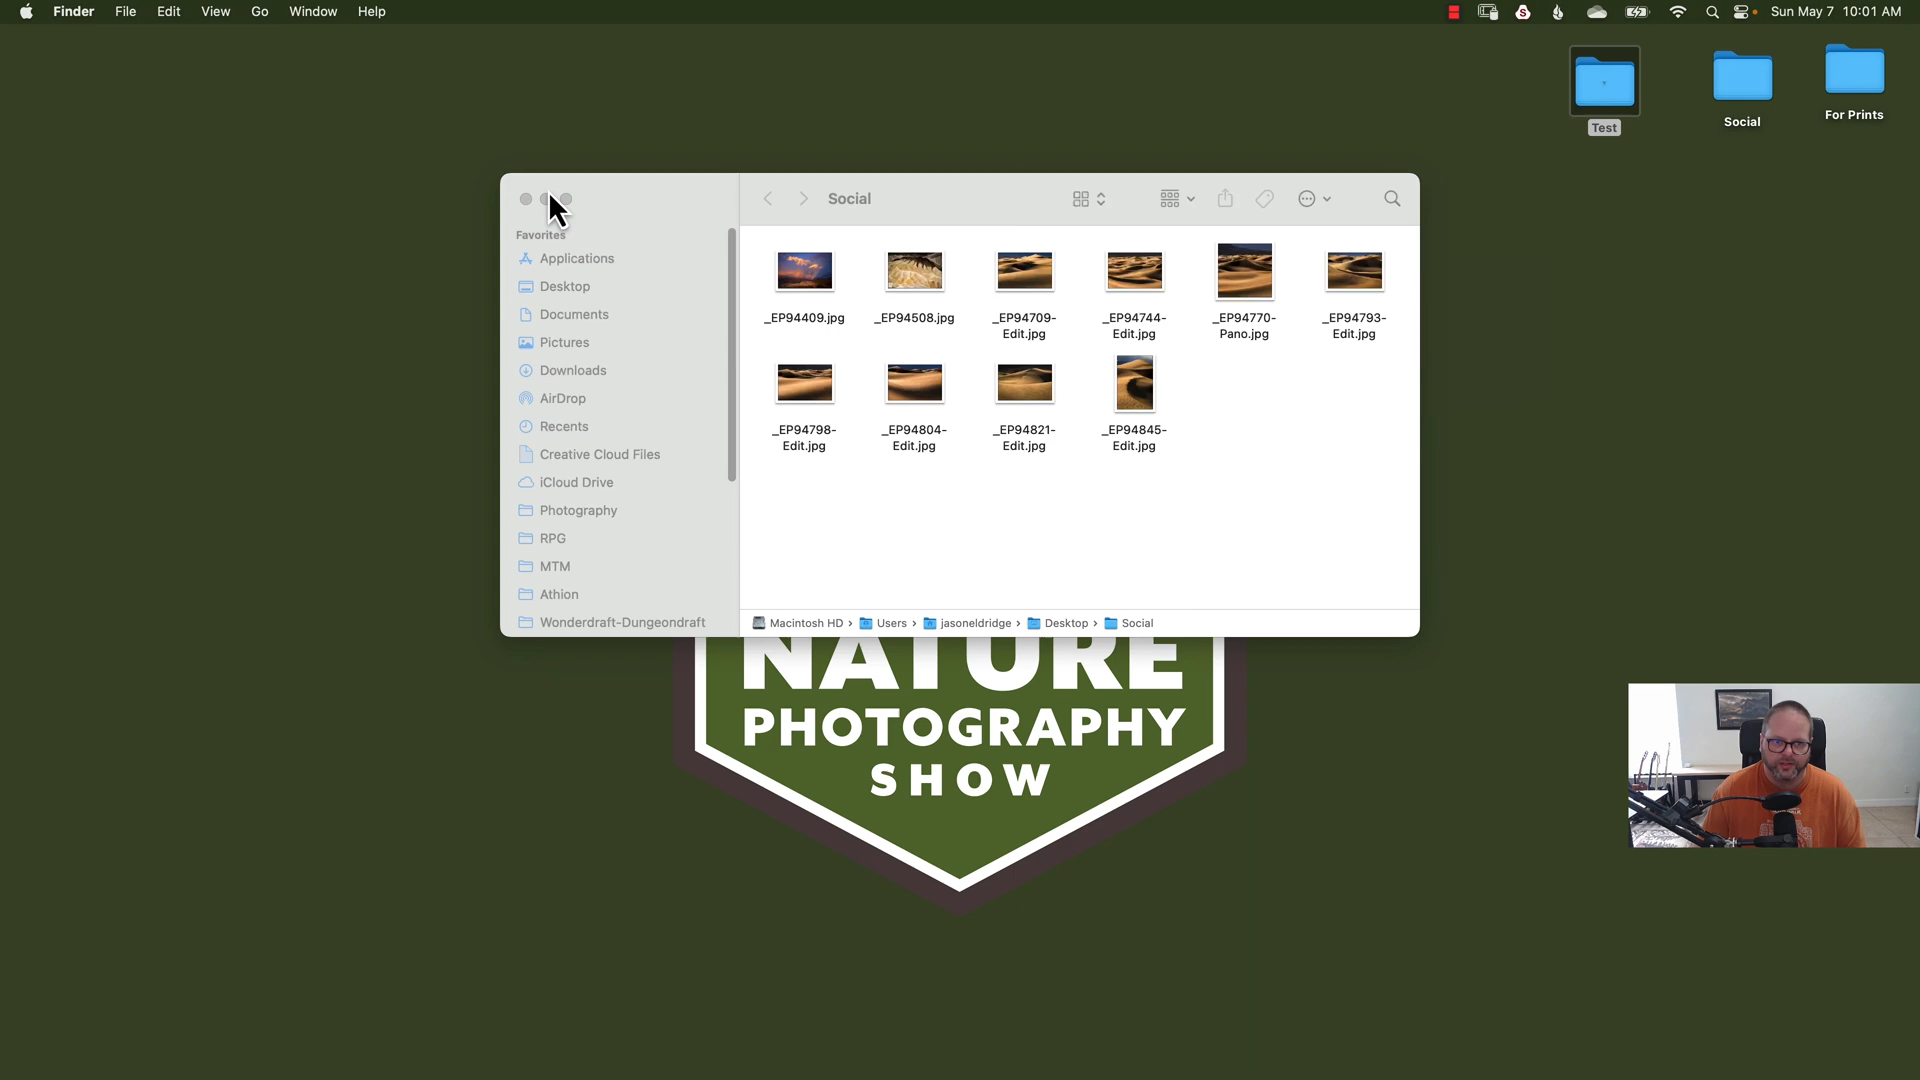 Finder File Edit View Go Window Help
Sun May 7 10:01 AM
Test
Social
For Prints
Social
Favorites
Applications
Desktop
Documents
Pictures
Downloads
AirDrop
Recents
Creative Cloud Files
iCloud Drive
Photography
RPG
MTM
Athion
Wonderdraft-Dungeondraft
_EP94409.jpg
_EP94508.jpg
_EP94709-
Edit.jpg
_EP94744-
Edit.jpg
_EP94770-
Pano.jpg
_EP94793-
Edit.jpg
_EP94798-
Edit.jpg
_EP94804-
Edit.jpg
_EP94821-
Edit.jpg
_EP94845-
Edit.jpg
Macintosh HD › Users › jasoneldridge › Desktop › Social
NATURE
PHOTOGRAPHY
SHOW